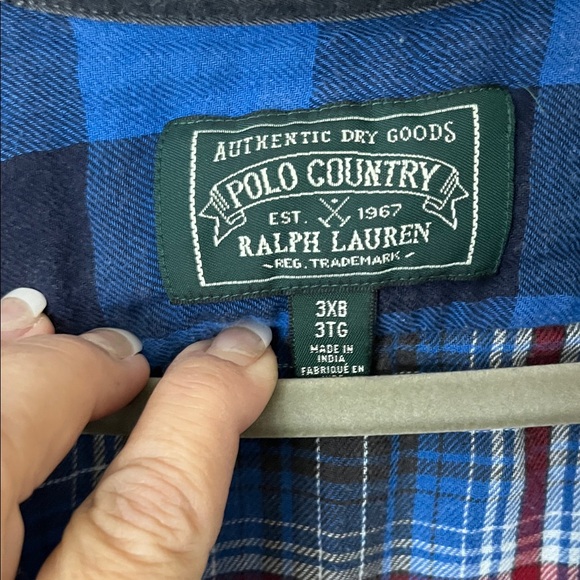 AUTHENTIC DRY GOODS
POLO COUNTRY
EST. 1967
RALPH LAUREN
-REG. TRADEMARK-
3XB
3TG
MADE IN
INDIA
FABRIQUÉ EN